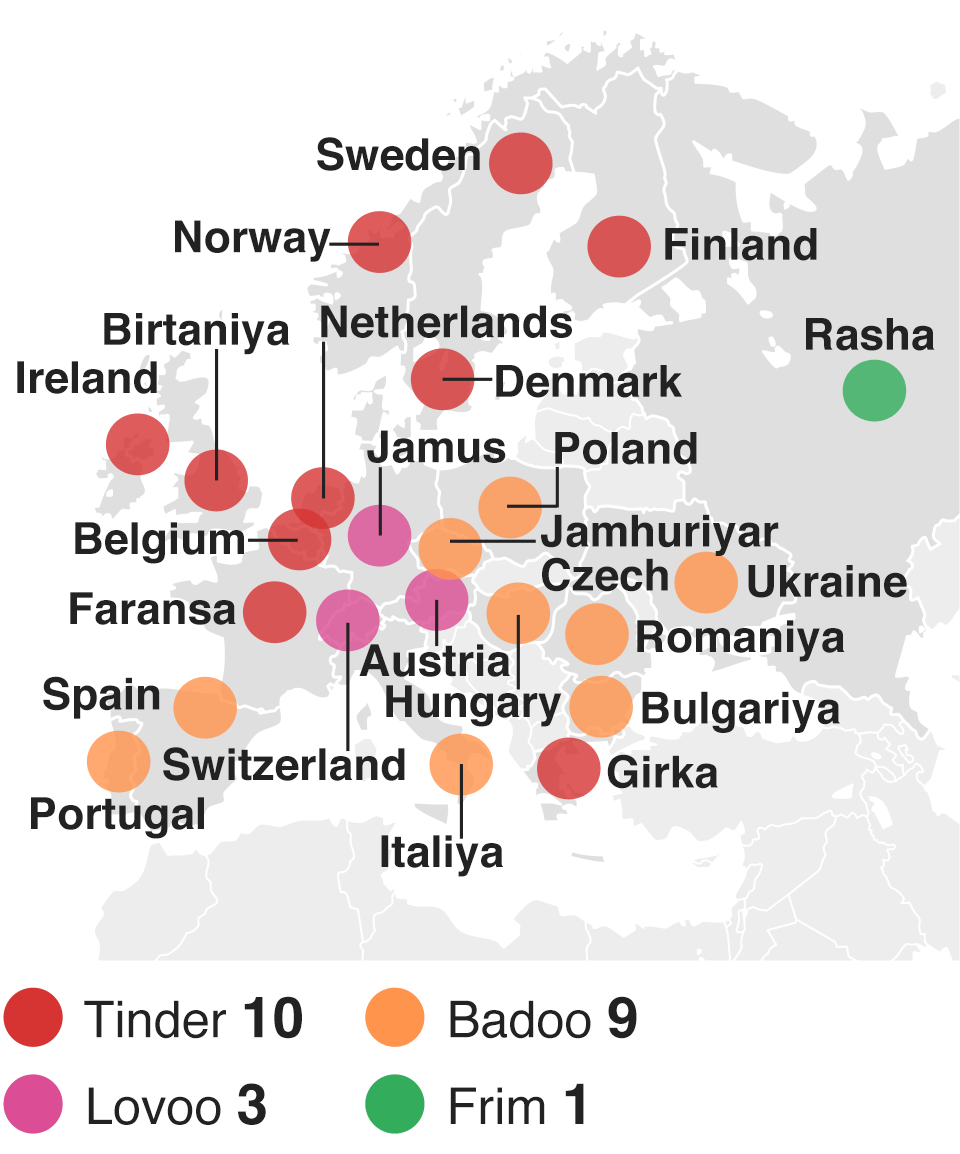 Sweden
Norway
Finland
Birtaniya
Netherlands
Rasha
Ireland
Denmark
Jamus
Poland
Belgium
Jamhuriyar
Czech
Ukraine
Faransa
Romaniya
Austria
Spain
Hungary
Bulgariya
Switzerland
Girka
Portugal
Italiya
Tinder 10
Badoo 9
Lovoo 3
Frim 1